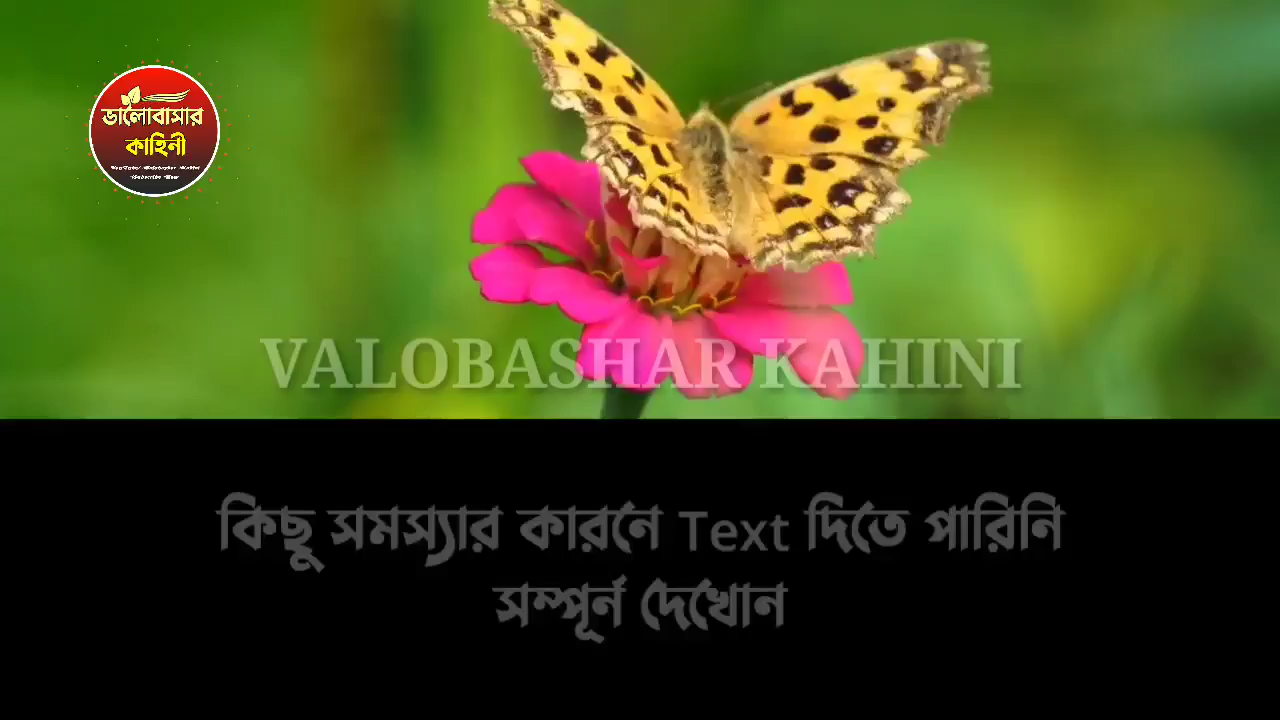 ভালোবাসার
কাহিনী
VALOBASHAR KAHINI
কিছু সমস্যার কারনে Text দিতে পারিনি
সম্পূর্ন দেখোন